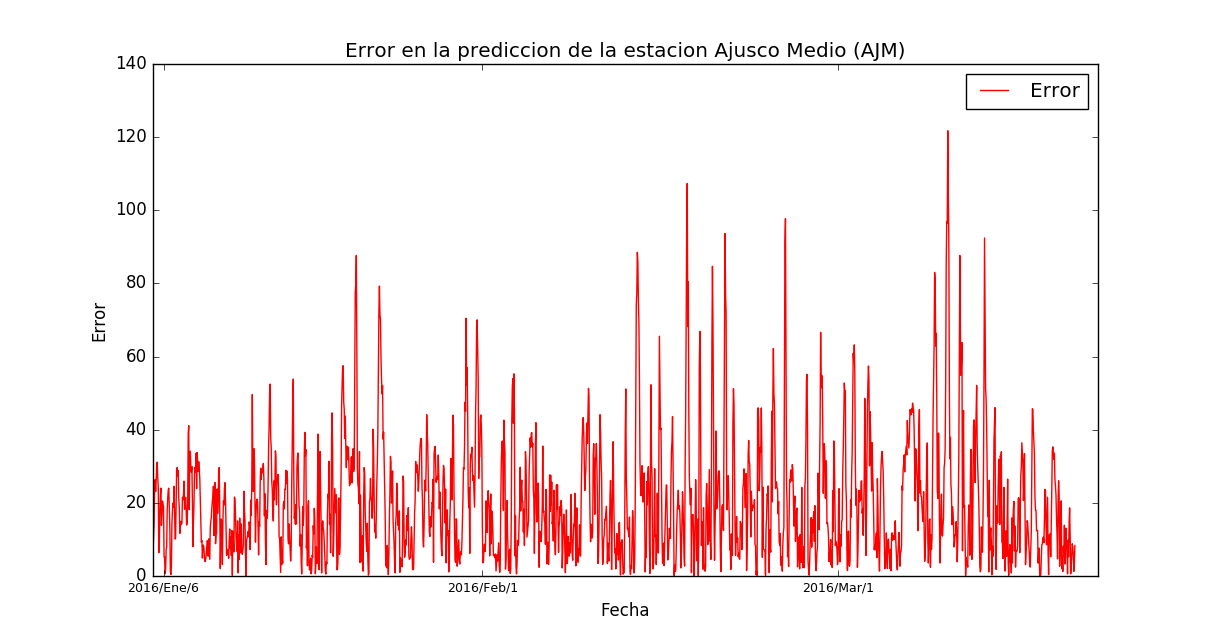 Error en la prediccion de la estacion Ajusco Medio (AJM)
140
120
100
80
60
40
20
0
Error
Error
2016/Ene/6
2016/Feb/1
2016/Mar/1
Fecha